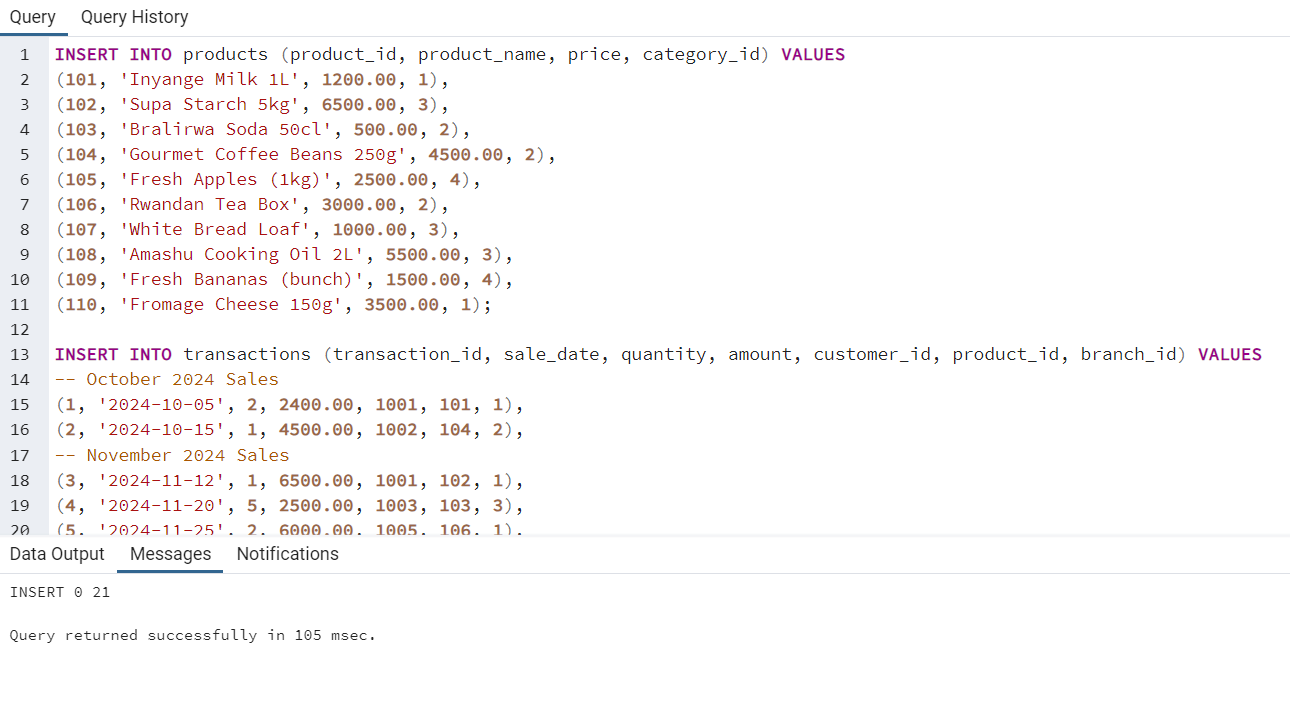 Query Query History
1 INSERT INTO products (product_id, product_name, price, category_id) VALUES
2 (101, 'Inyange Milk 1L', 1200.00, 1),
3 (102, 'Supa Starch 5kg', 6500.00, 3),
4 (103, 'Bralirwa Soda 50cl', 500.00, 2),
5 (104, 'Gourmet Coffee Beans 250g', 4500.00, 2),
6 (105, 'Fresh Apples (1kg)', 2500.00, 4),
7 (106, 'Rwandan Tea Box', 3000.00, 2),
8 (107, 'White Bread Loaf', 1000.00, 3),
9 (108, 'Amashu Cooking Oil 2L', 5500.00, 3),
10 (109, 'Fresh Bananas (bunch)', 1500.00, 4),
11 (110, 'Fromage Cheese 150g', 3500.00, 1);
12
13 INSERT INTO transactions (transaction_id, sale_date, quantity, amount, customer_id, product_id, branch_id) VALUES
14 -- October 2024 Sales
15 (1, '2024-10-05', 2, 2400.00, 1001, 101, 1),
16 (2, '2024-10-15', 1, 4500.00, 1002, 104, 2),
17 -- November 2024 Sales
18 (3, '2024-11-12', 1, 6500.00, 1001, 102, 1),
19 (4, '2024-11-20', 5, 2500.00, 1003, 103, 3),
20 (5, '2024-11-25', 2, 6000.00, 1005, 106, 1),
Data Output Messages Notifications
INSERT 0 21
Query returned successfully in 105 msec.